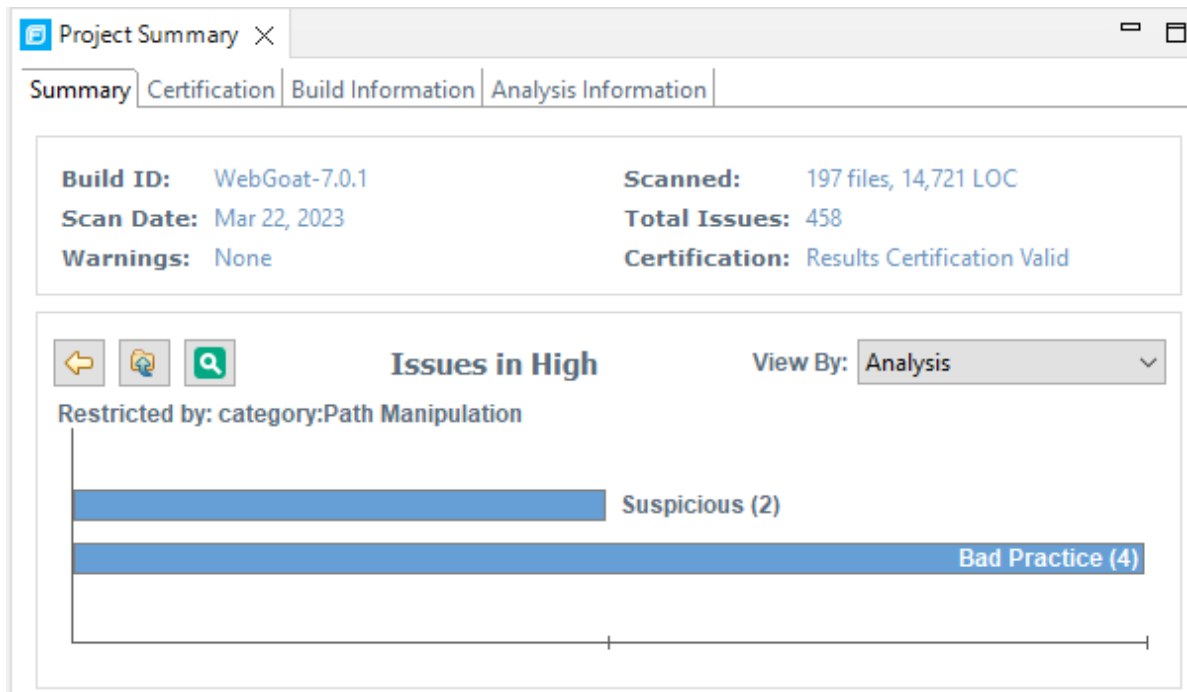 Project Summary
Summary Certification Build Information Analysis Information
Build ID: WebGoat-7.0.1 Scanned: 197 files, 14,721 LOC
Scan Date: Mar 22, 2023 Total Issues: 458
Warnings: None Certification: Results Certification Valid
Issues in High View By: Analysis
Restricted by: category:Path Manipulation
Suspicious (2)
Bad Practice (4)